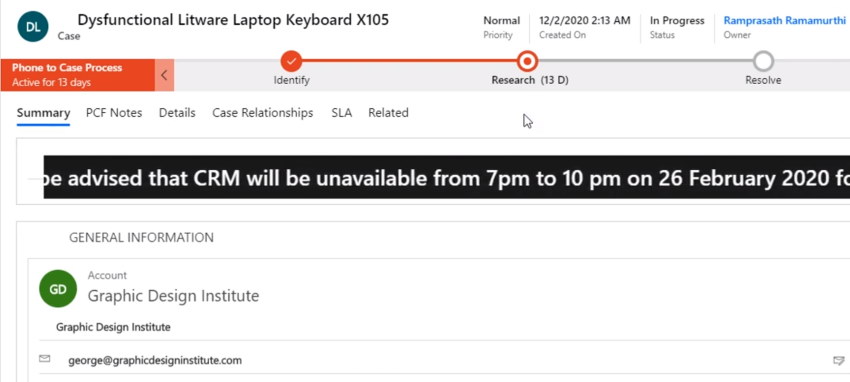 DL
Dysfunctional Litware Laptop Keyboard X105
Case
Normal
Priority
12/2/2020 2:13 AM
Created On
In Progress
Status
Ramprasath Ramamurthi
Owner
Phone to Case Process
Active for 13 days
Identify
Research (13 D)
Resolve
Summary PCF Notes Details Case Relationships SLA Related
be advised that CRM will be unavailable from 7pm to 10 pm on 26 February 2020 fo
GENERAL INFORMATION
GD
Account
Graphic Design Institute
Graphic Design Institute
george@graphicdesigninstitute.com